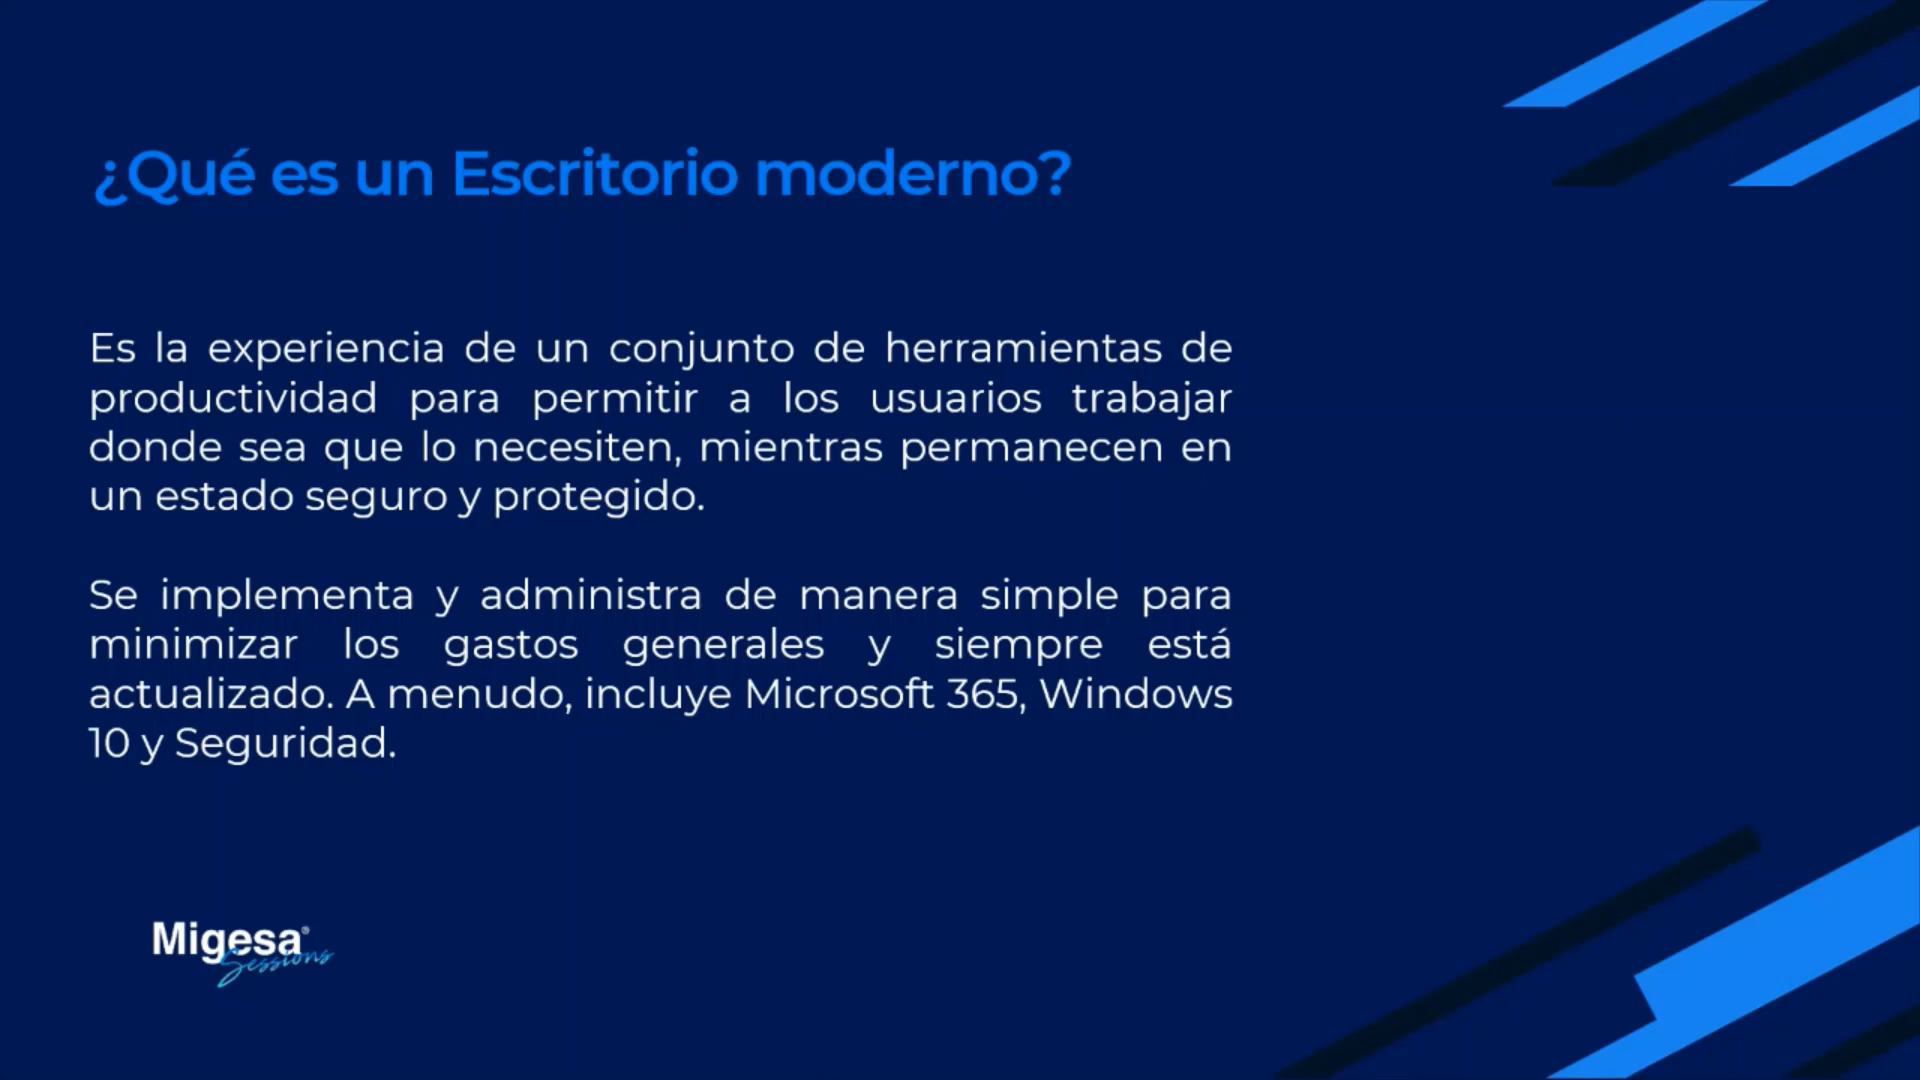 ¿Qué es un Escritorio moderno?
Es la experiencia de un conjunto de herramientas de
productividad para permitir a los usuarios trabajar
donde sea que lo necesiten, mientras permanecen en
un estado seguro y protegido.
Se implementa y administra de manera simple para
minimizar los gastos generales y siempre está
actualizado. A menudo, incluye Microsoft 365, Windows
10 y Seguridad.
Migesa®
Sessions